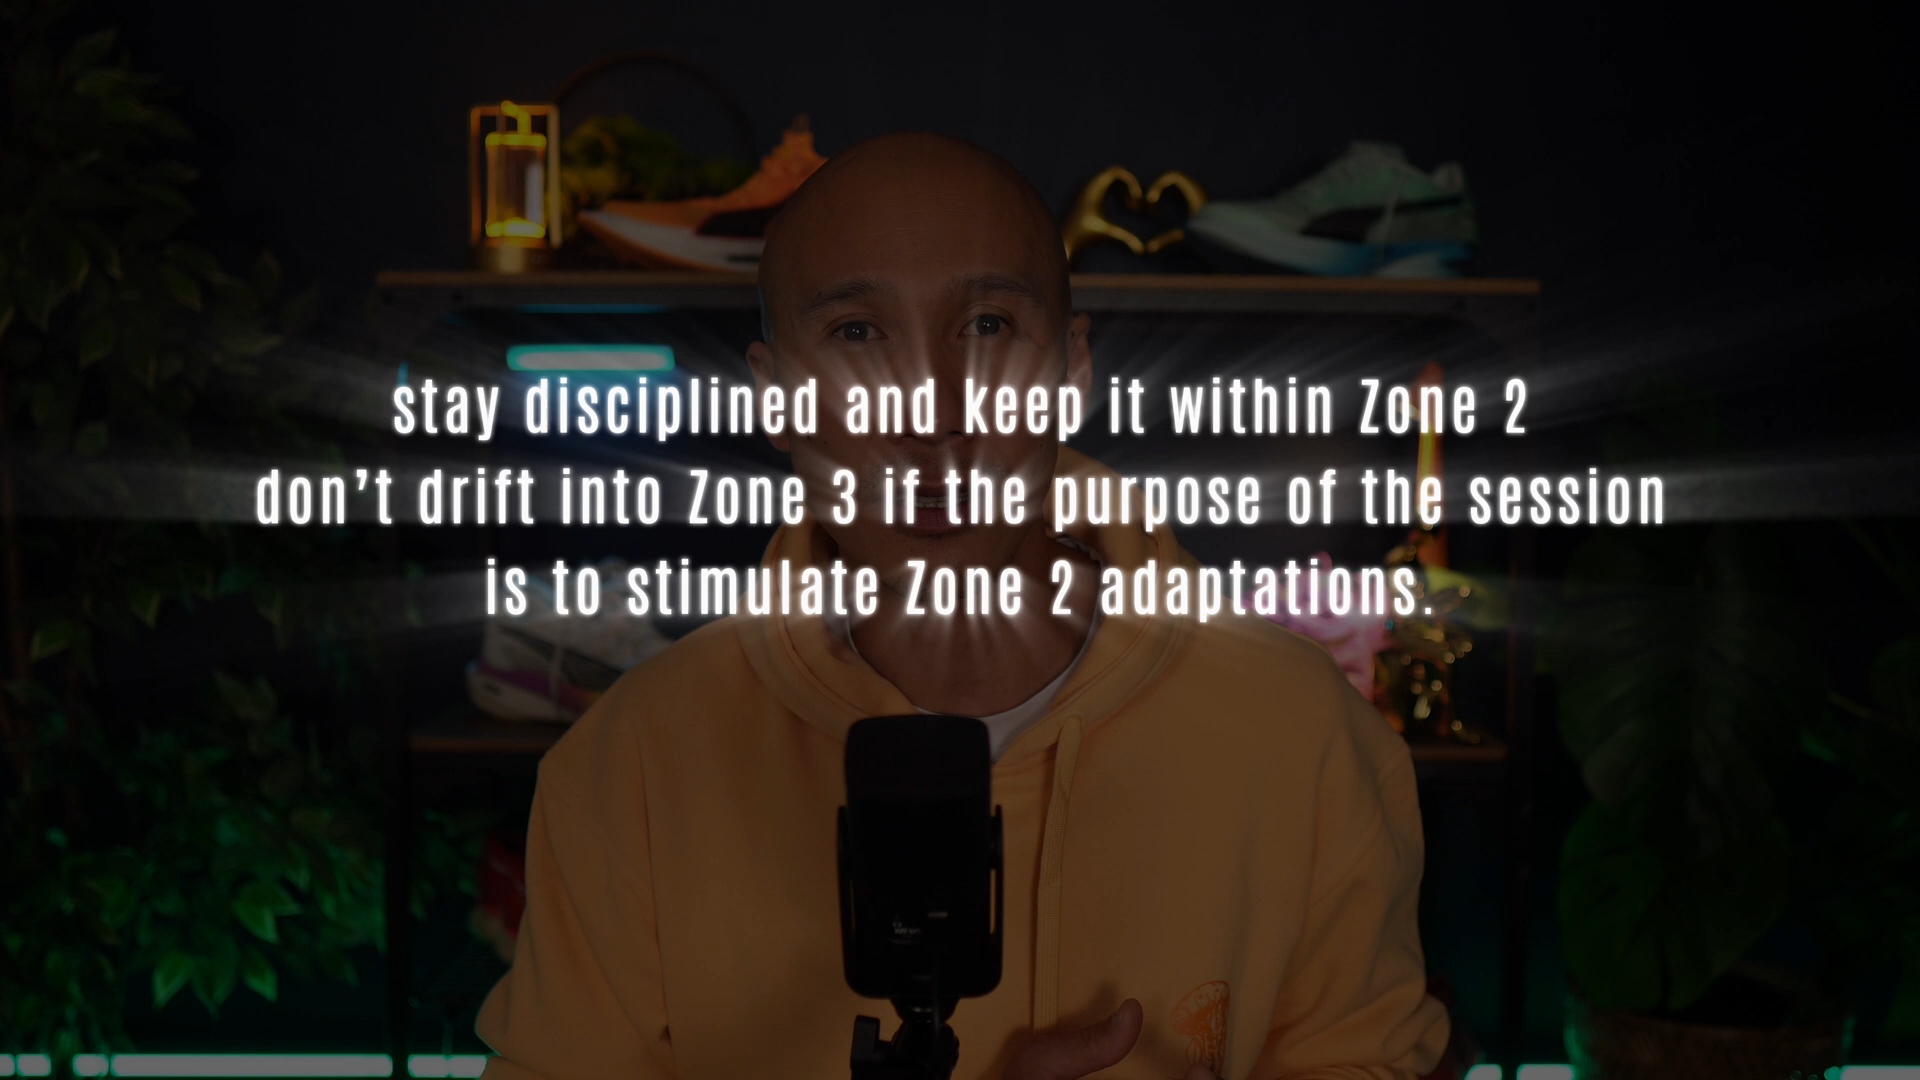 stay disciplined and keep it within Zone 2
don’t drift into Zone 3 if the purpose of the session
is to stimulate Zone 2 adaptations.